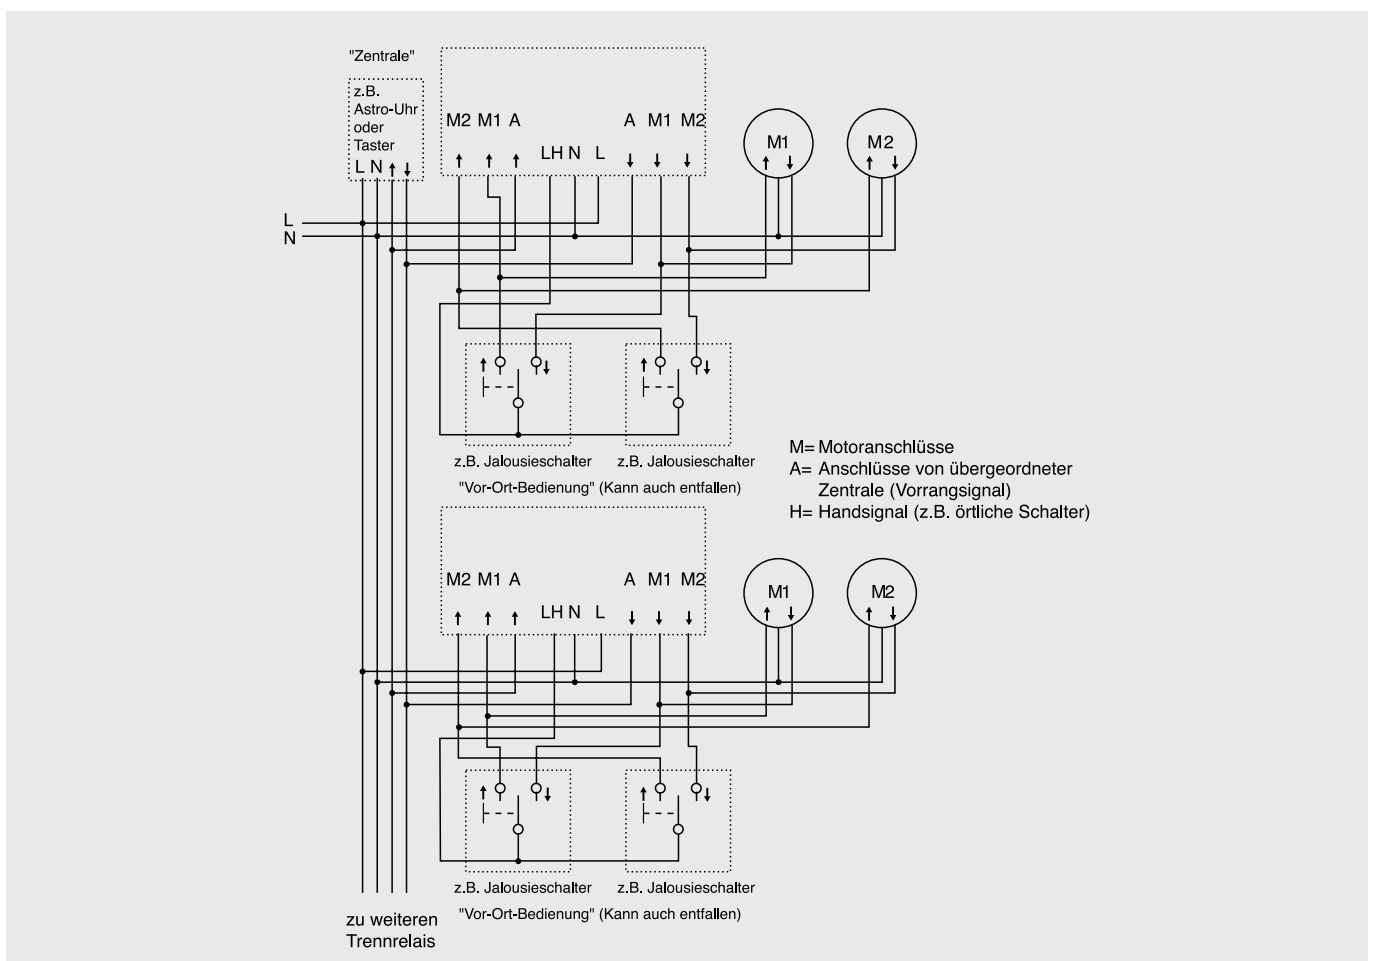 "Zentrale"
z.B.
Astro-Uhr
oder
Taster
L N ↑ ↓
M2 M1 A
LH N L
A M1 M2
↑ ↑ ↑ ↓ ↓ ↓
M1
↑ ↓
M2
↑ ↓
L
N
↑ ↓
↑ ↓
z.B. Jalousieschalter
z.B. Jalousieschalter
"Vor-Ort-Bedienung" (Kann auch entfallen)
M= Motoranschlüsse
A= Anschlüsse von übergeordneter
Zentrale (Vorrangsignal)
H= Handsignal (z.B. örtliche Schalter)
M2 M1 A
LH N L
A M1 M2
↑ ↑ ↑ ↓ ↓ ↓
M1
↑ ↓
M2
↑ ↓
↑ ↓
↑ ↓
z.B. Jalousieschalter
z.B. Jalousieschalter
"Vor-Ort-Bedienung" (Kann auch entfallen)
zu weiteren
Trennrelais